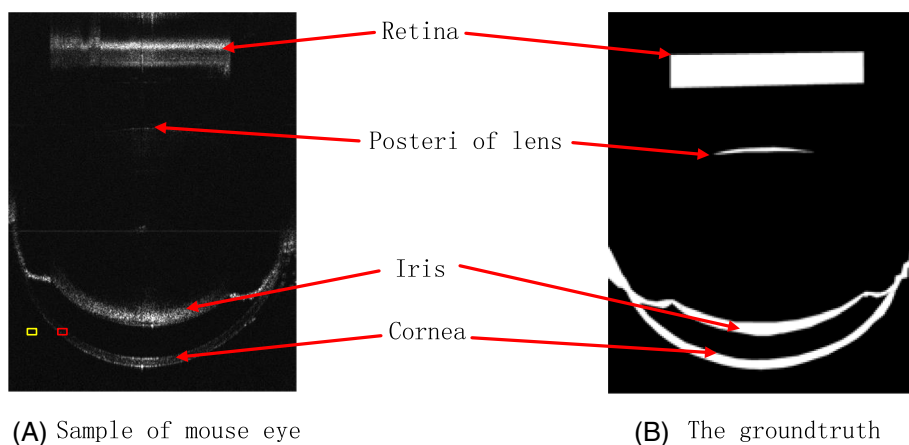 Retina
Posteri of lens
Iris
Cornea
(A) Sample of mouse eye
(B) The groundtruth